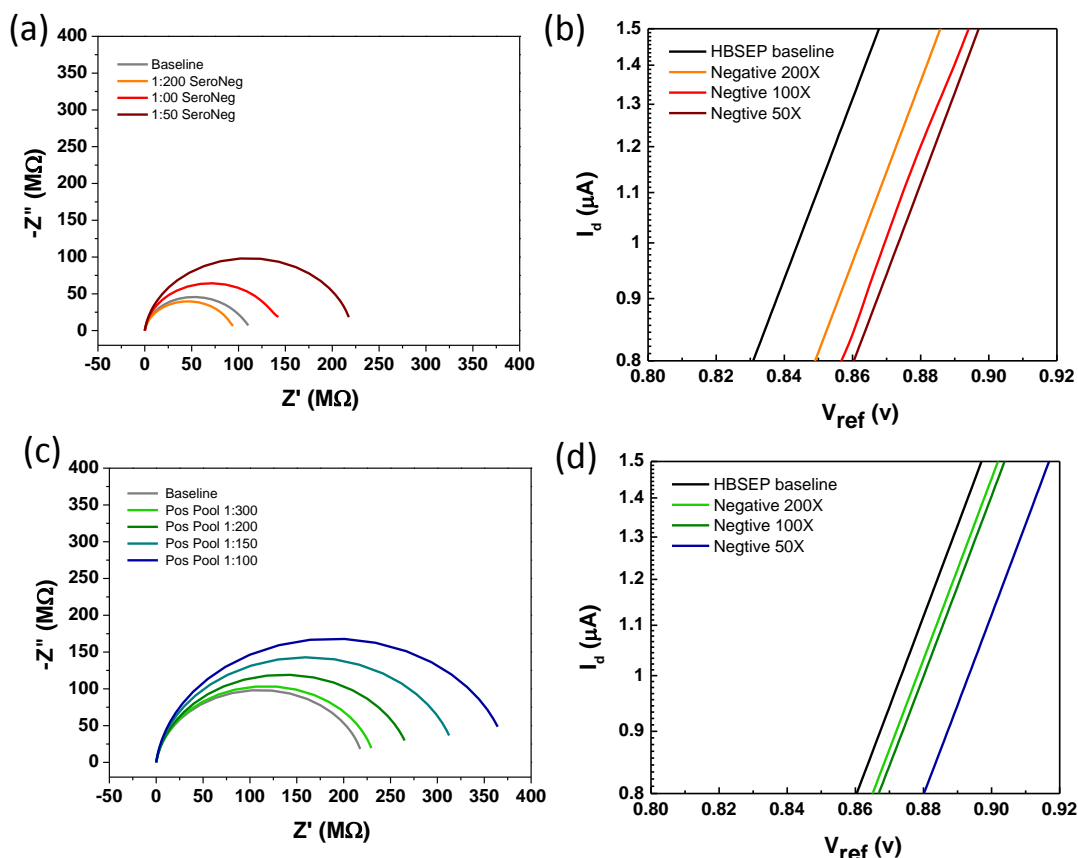 (a)
400
350
300
250
200
150
100
50
0
-Z" (MΩ)
Baseline
1:200 SeroNeg
1:00 SeroNeg
1:50 SeroNeg
-50 0 50 100 150 200 250 300 350 400
Z' (MΩ)
(b)
1.5
1.4
1.3
1.2
1.1
1
0.9
0.8
I_d (µA)
HBSEP baseline
Negative 200X
Negtive 100X
Negtive 50X
0.80 0.82 0.84 0.86 0.88 0.90 0.92
V_ref (v)
(c)
400
350
300
250
200
150
100
50
0
-Z" (MΩ)
Baseline
Pos Pool 1:300
Pos Pool 1:200
Pos Pool 1:150
Pos Pool 1:100
-50 0 50 100 150 200 250 300 350 400
Z' (MΩ)
(d)
1.5
1.4
1.3
1.2
1.1
1
0.9
0.8
I_d (µA)
HBSEP baseline
Negative 200X
Negtive 100X
Negtive 50X
0.80 0.82 0.84 0.86 0.88 0.90 0.92
V_ref (v)